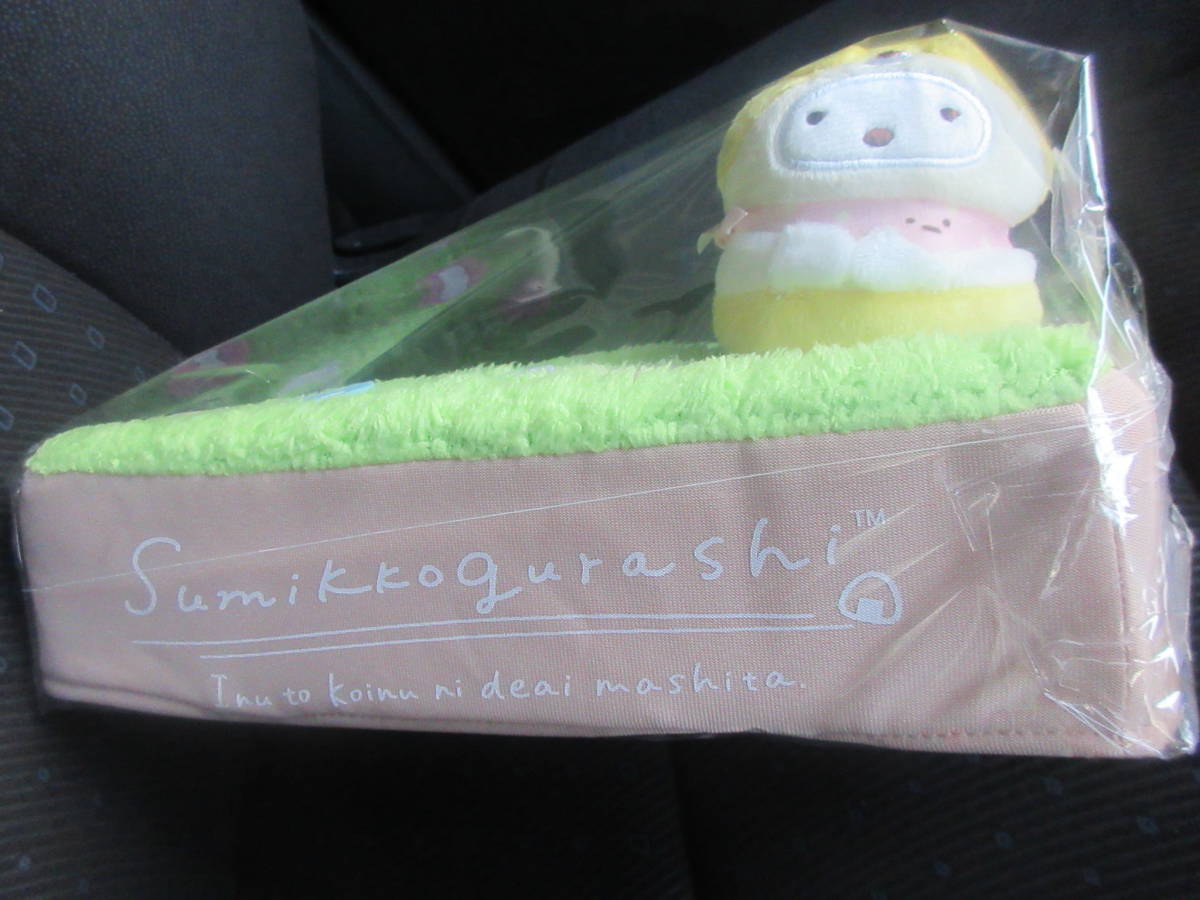 Sumikkogurashi™
Inu to koinu ni deai mashita.